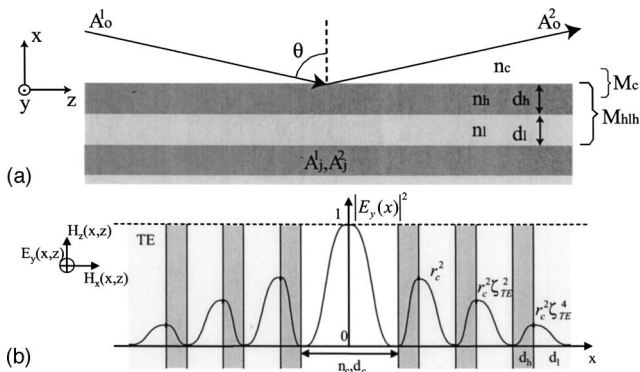 x
y
z
A_o^1
θ
A_o^2
n_c
M_c
n_h
d_h
M_hlh
n_l
d_l
A_j^1, A_j^2
(a)
|E_y(x)|^2
1
TE
H_z(x,z)
E_y(x,z)
H_x(x,z)
r_c^2
r_c^2 ζ_TE^2
r_c^2 ζ_TE^4
0
d_h
d_l
x
n_c, d_c
(b)